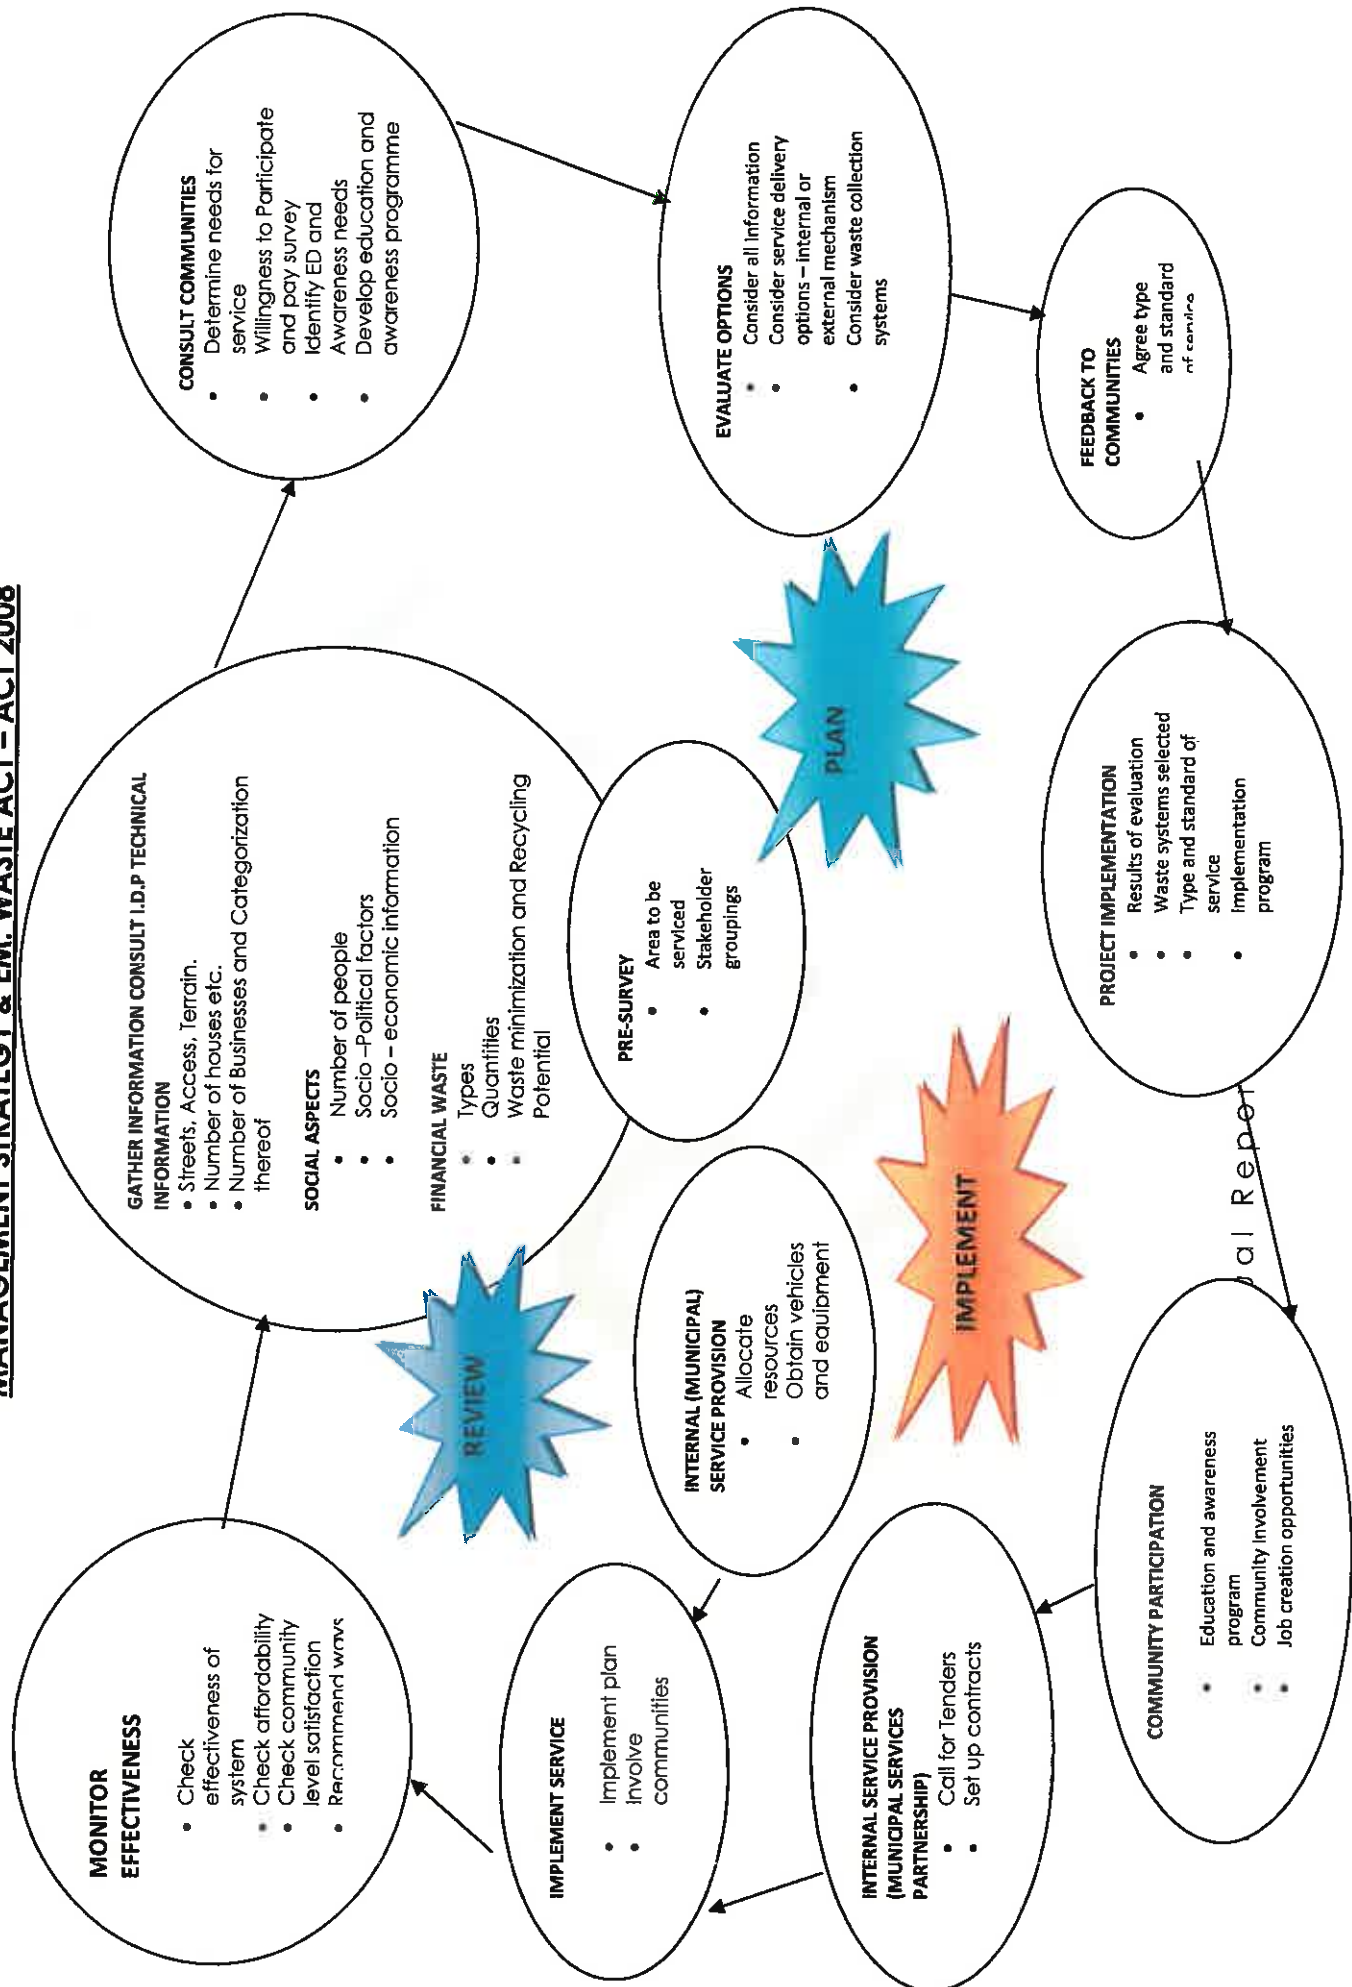 MANAGEMENT STRATEGY & EM. WASTE ACT – ACT 2008
MONITOR
EFFECTIVENESS
• Check
effectiveness of
system
• Check affordability
• Check community
level satisfaction
• Recommend ways
GATHER INFORMATION CONSULT I.D.P TECHNICAL
INFORMATION
• Streets, Access, Terrain.
• Number of houses etc.
• Number of Businesses and Categorization
thereof
SOCIAL ASPECTS
• Number of people
• Socio –Political factors
• Socio – economic information
FINANCIAL WASTE
• Types
• Quantities
• Waste minimization and Recycling
Potential
CONSULT COMMUNITIES
• Determine needs for
service
• Willingness to Participate
and pay survey
• Identify ED and
Awareness needs
• Develop education and
awareness programme
REVIEW
PRE-SURVEY
• Area to be
serviced
• Stakeholder
groupings
EVALUATE OPTIONS
• Consider all Information
• Consider service delivery
options – internal or
external mechanism
• Consider waste collection
systems
IMPLEMENT SERVICE
• Implement plan
• Involve
communities
INTERNAL (MUNICIPAL)
SERVICE PROVISION
• Allocate
resources
• Obtain vehicles
and equipment
PLAN
INTERNAL SERVICE PROVISION
(MUNICIPAL SERVICES
PARTNERSHIP)
• Call for Tenders
• Set up contracts
IMPLEMENT
FEEDBACK TO
COMMUNITIES
• Agree type
and standard
of service
PROJECT IMPLEMENTATION
• Results of evaluation
• Waste systems selected
• Type and standard of
service
• Implementation
program
COMMUNITY PARTICIPATION
• Education and awareness
program
• Community Involvement
• Job creation opportunities